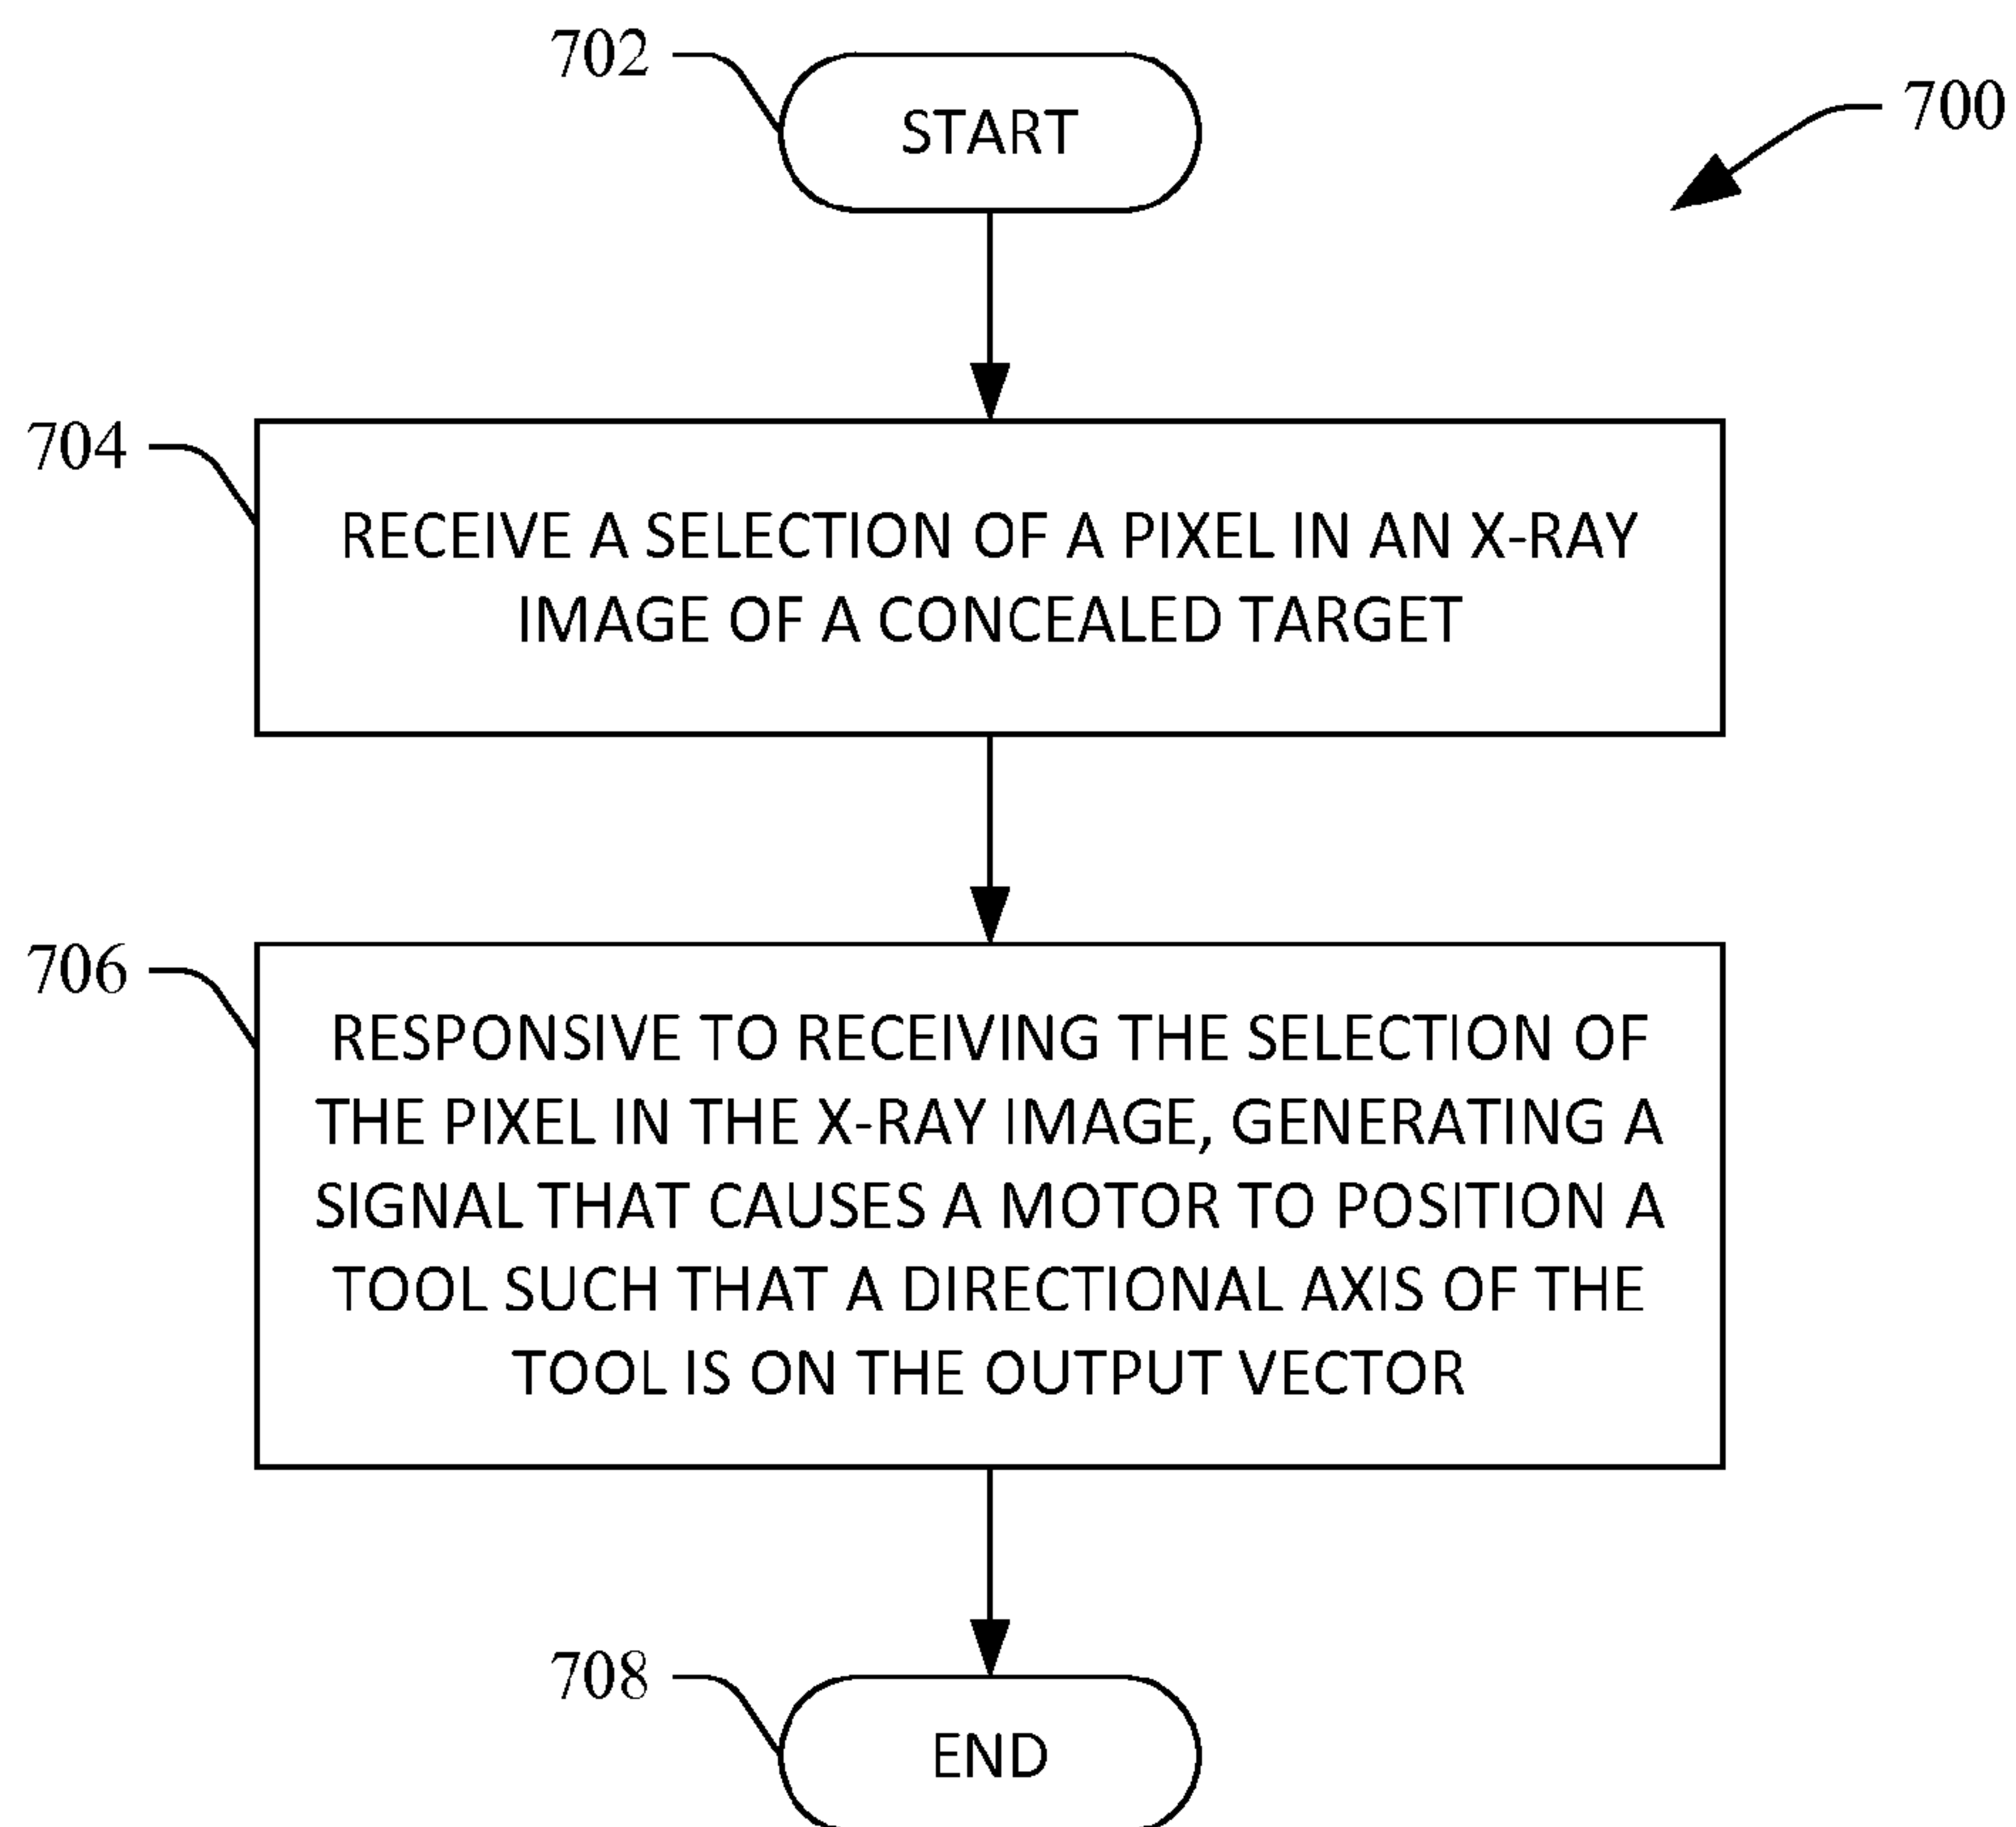 702
START
700
704
RECEIVE A SELECTION OF A PIXEL IN AN X-RAY
IMAGE OF A CONCEALED TARGET
706
RESPONSIVE TO RECEIVING THE SELECTION OF
THE PIXEL IN THE X-RAY IMAGE, GENERATING A
SIGNAL THAT CAUSES A MOTOR TO POSITION A
TOOL SUCH THAT A DIRECTIONAL AXIS OF THE
TOOL IS ON THE OUTPUT VECTOR
708
END